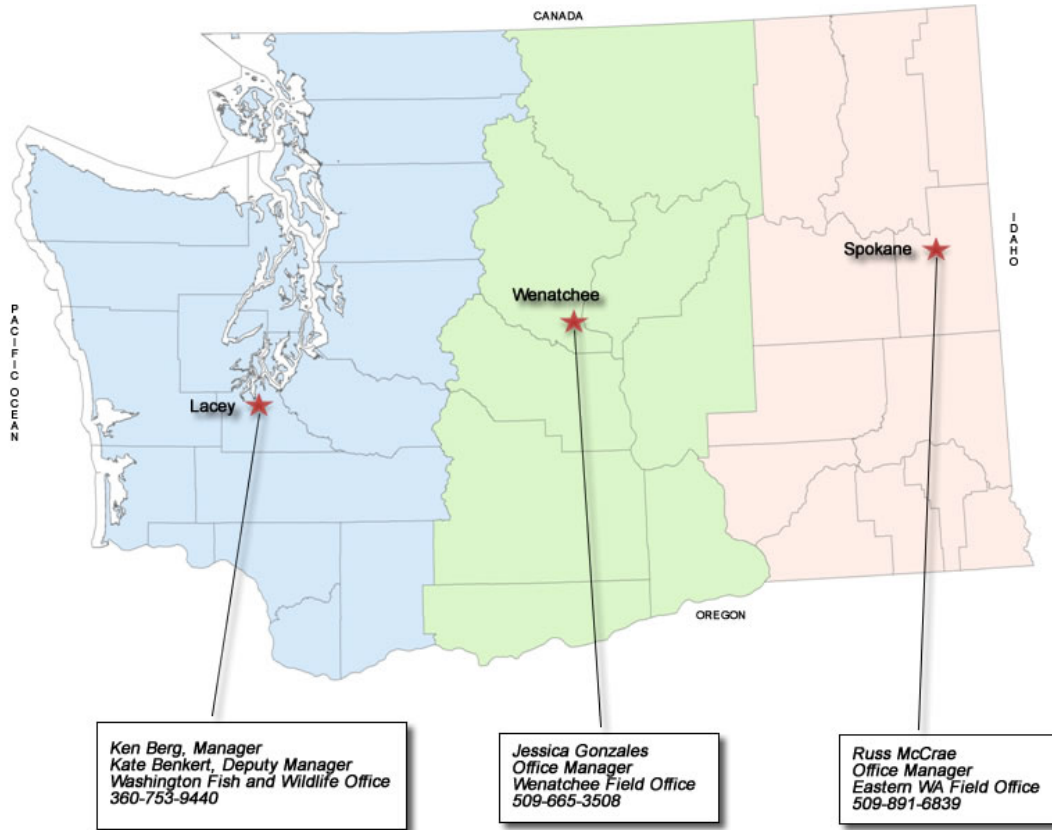 CANADA
IDAHO
Spokane
Wenatchee
PACIFIC OCEAN
Lacey
OREGON
Ken Berg, Manager
Kate Benkert, Deputy Manager
Washington Fish and Wildlife Office
360-753-9440
Jessica Gonzales
Office Manager
Wenatchee Field Office
509-665-3508
Russ McCrae
Office Manager
Eastern WA Field Office
509-891-6839